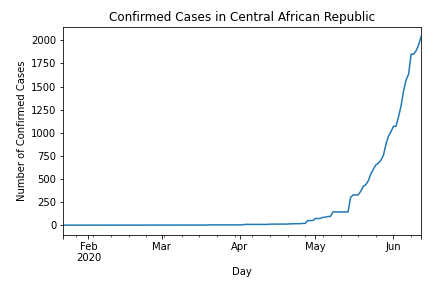 Confirmed Cases in Central African Republic
Number of Confirmed Cases
2000
1750
1500
1250
1000
750
500
250
0
Feb Mar Apr May Jun
2020
Day